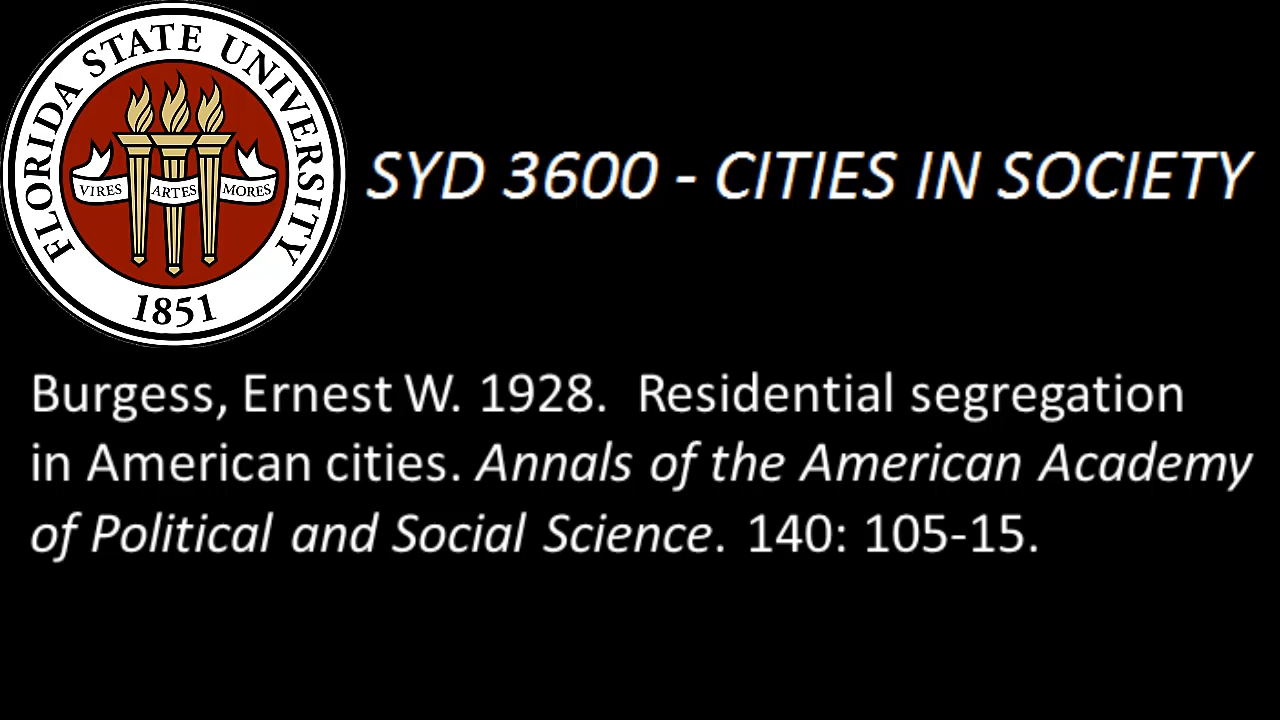 FLORIDA STATE UNIVERSITY
VIRES ARTES MORES
1851
SYD 3600 - CITIES IN SOCIETY
Burgess, Ernest W. 1928.  Residential segregation
in American cities. Annals of the American Academy
of Political and Social Science. 140: 105-15.